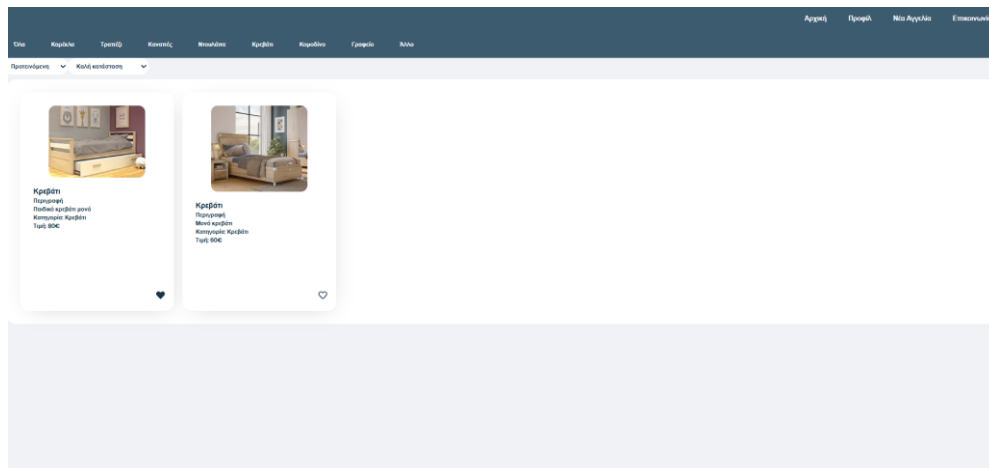 Αρχική Προφίλ Νέα Αγγελία Επικοινωνία
Όλα Καρέκλα Τραπέζι Καναπές Ντουλάπα Κρεβάτι Κομοδίνο Γραφείο Άλλο
Προτεινόμενη Καλή κατάσταση
Κρεβάτι
Περιγραφή
Παιδικό κρεβάτι μονό
Κατηγορία: Κρεβάτι
Τιμή: 80€
Κρεβάτι
Περιγραφή
Μονό κρεβάτι
Κατηγορία: Κρεβάτι
Τιμή: 60€